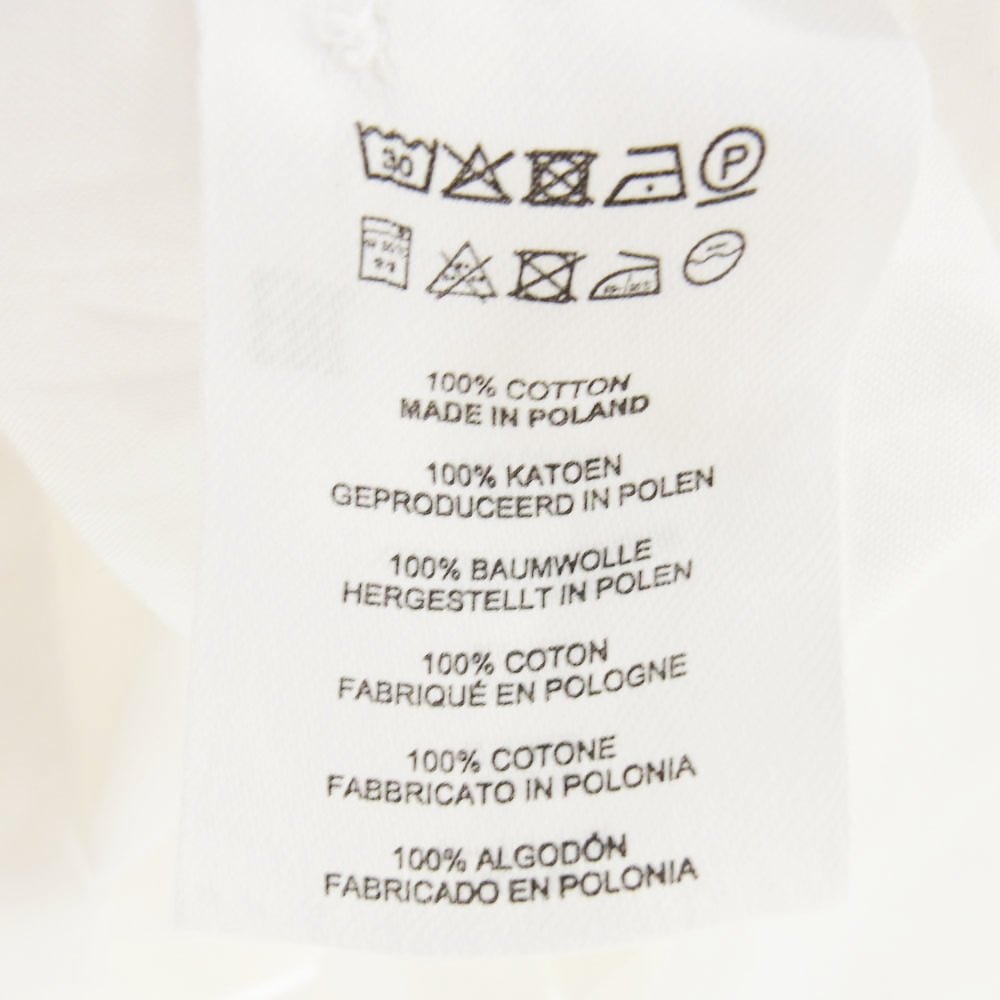 30
P
100% COTTON
MADE IN POLAND
100% KATOEN
GEPRODUCEERD IN POLEN
100% BAUMWOLLE
HERGESTELLT IN POLEN
100% COTON
FABRIQUÉ EN POLOGNE
100% COTONE
FABBRICATO IN POLONIA
100% ALGODÓN
FABRICADO EN POLONIA